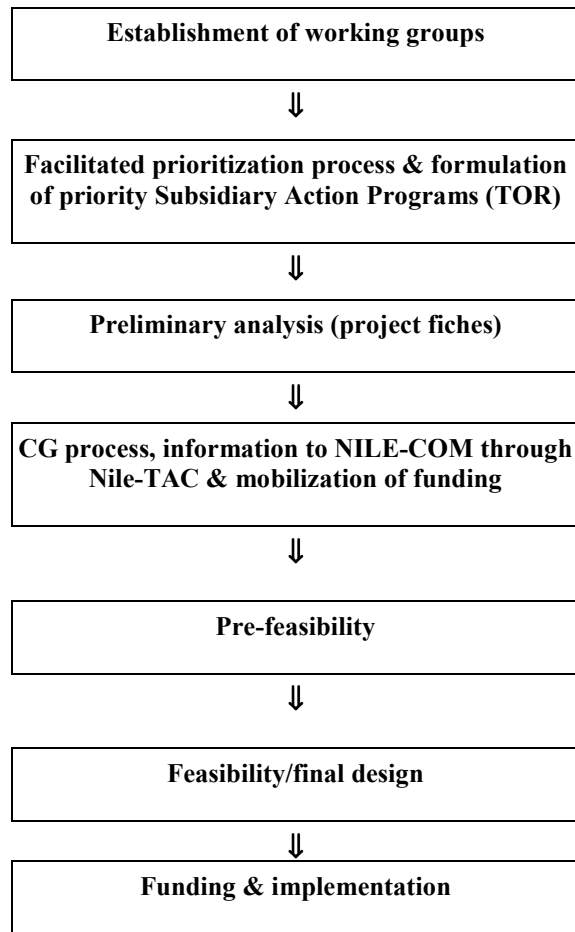 Establishment of working groups
⇓
Facilitated prioritization process & formulation
of priority Subsidiary Action Programs (TOR)
⇓
Preliminary analysis (project fiches)
⇓
CG process, information to NILE-COM through
Nile-TAC & mobilization of funding
⇓
Pre-feasibility
⇓
Feasibility/final design
⇓
Funding & implementation